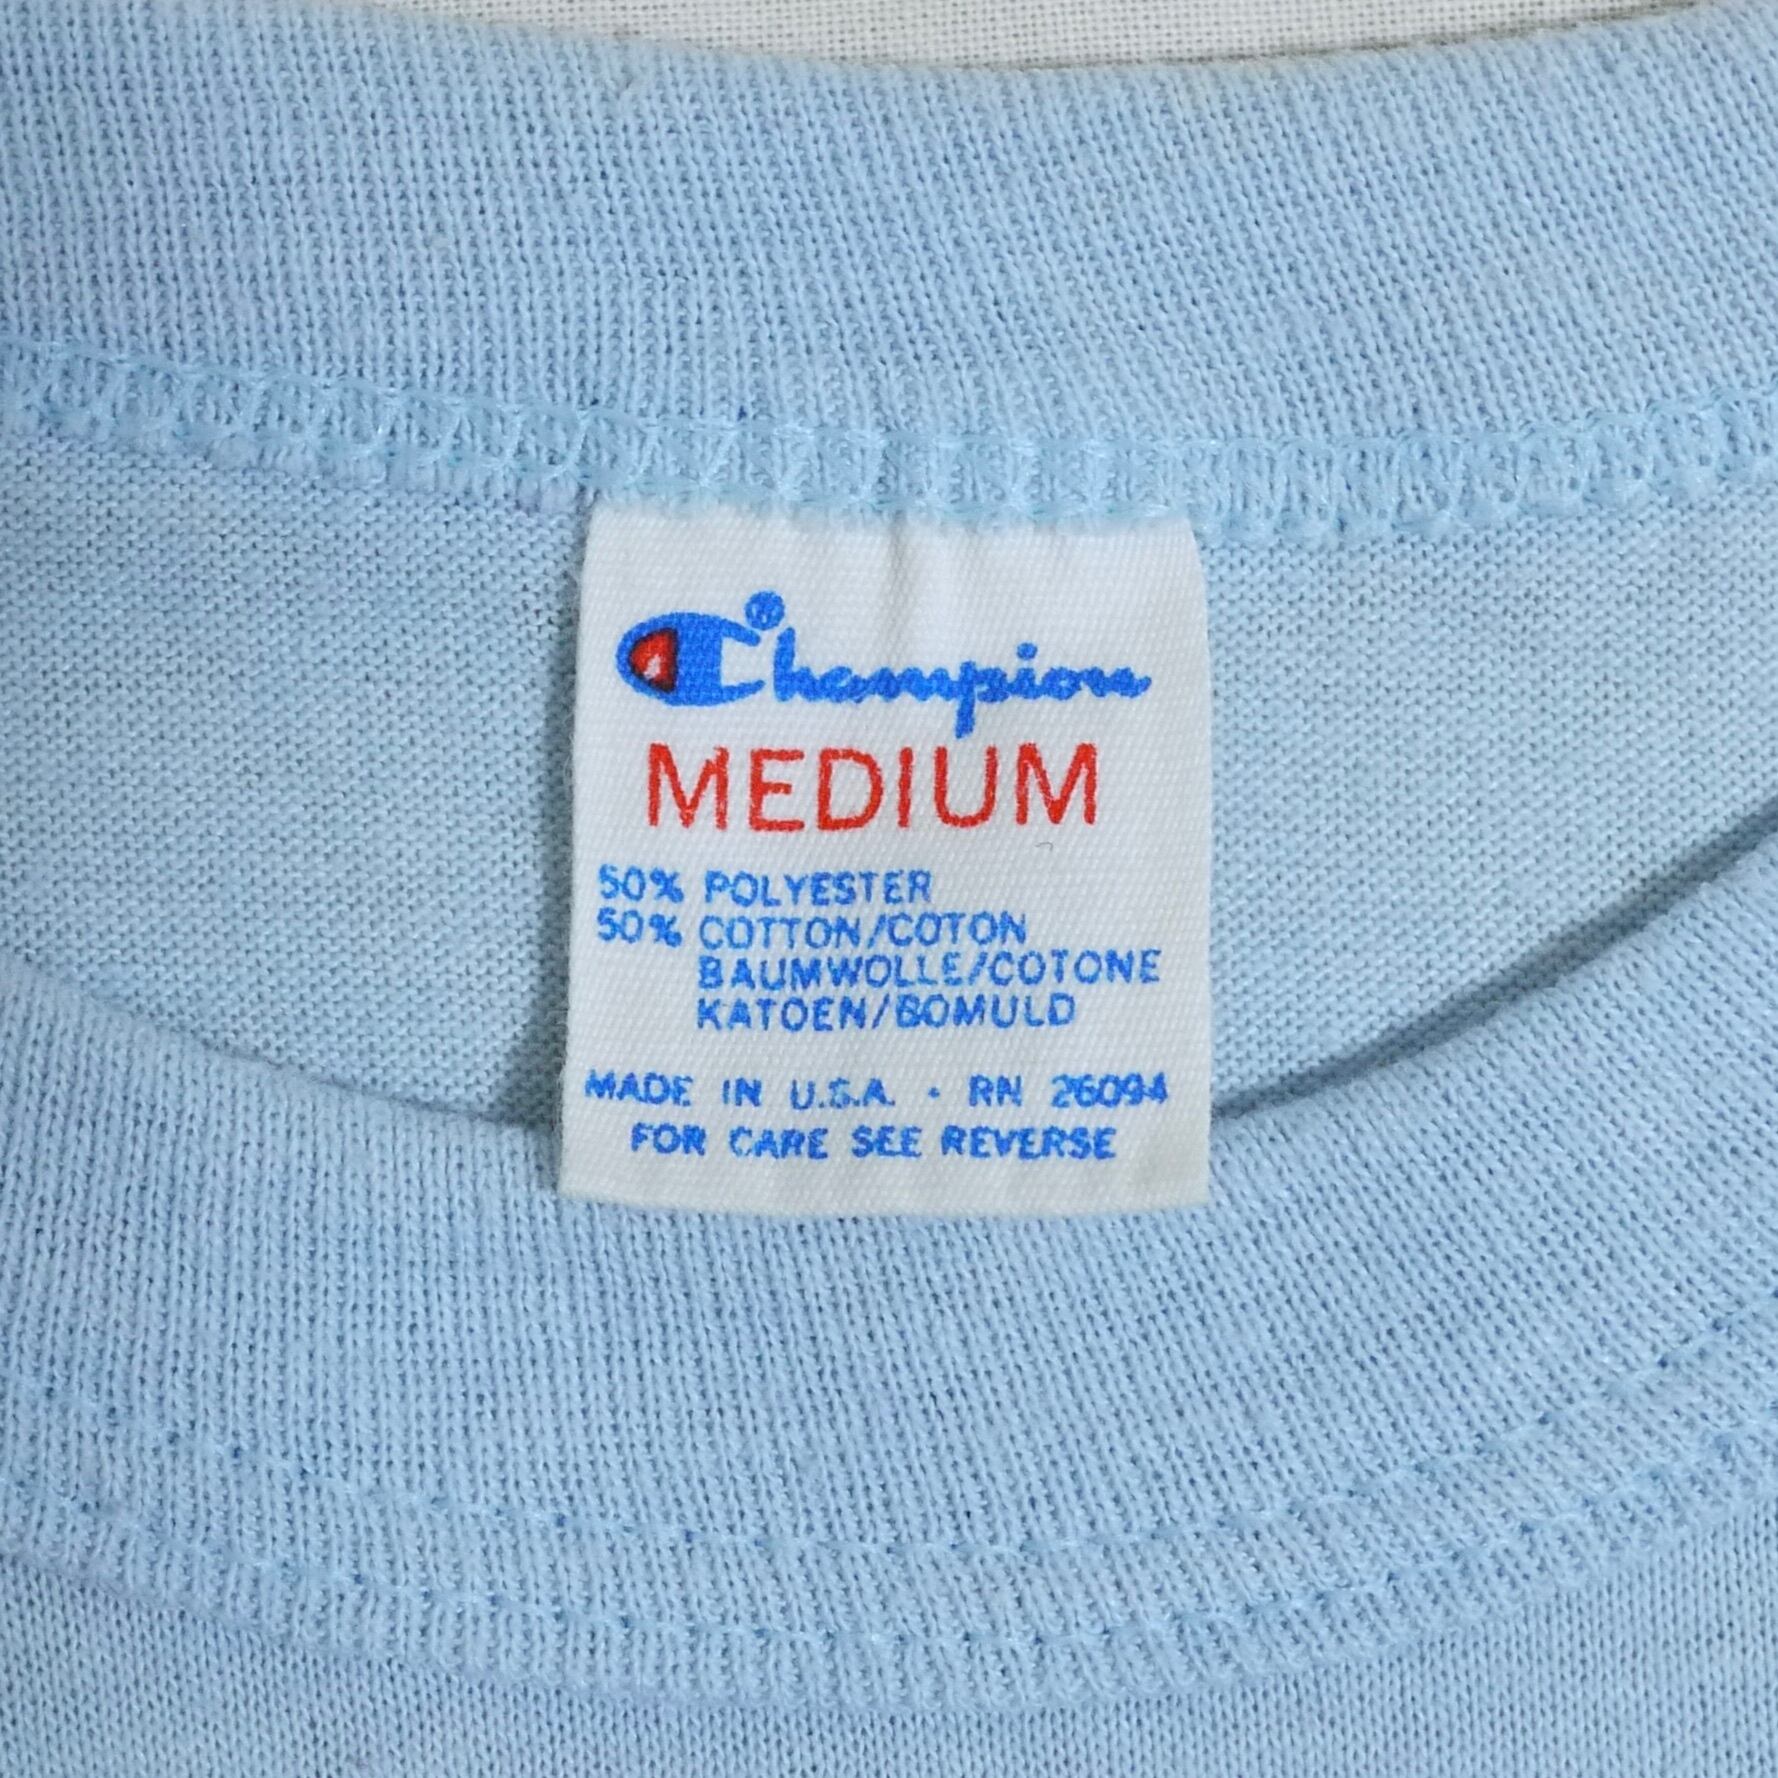 Champion®
MEDIUM
50% POLYESTER
50% COTTON/COTON
BAUMWOLLE/COTONE
KATOEN/BOMULD
MADE IN U.S.A. · RN 26094
FOR CARE SEE REVERSE